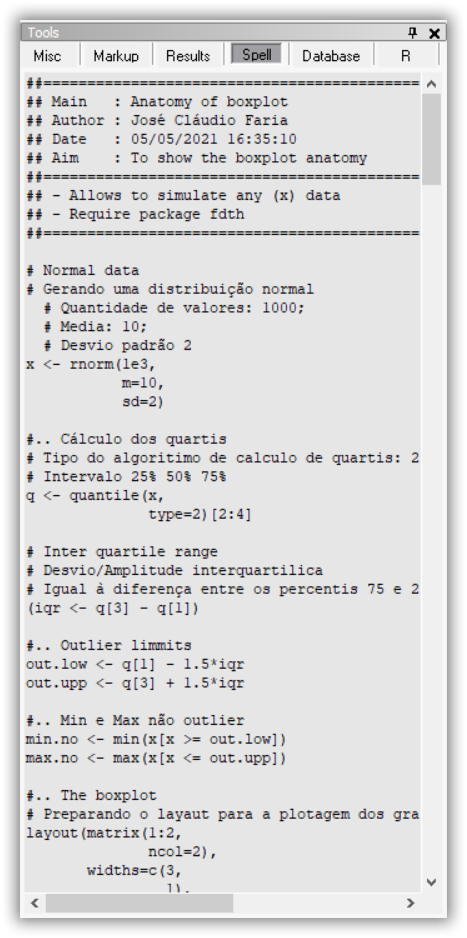 Tools
Misc Markup Results Spell Database R
##============================================
## Main   : Anatomy of boxplot
## Author : José Cláudio Faria
## Date   : 05/05/2021 16:35:10
## Aim    : To show the boxplot anatomy
##============================================
## - Allows to simulate any (x) data
## - Require package fdth
##============================================
# Normal data
# Gerando uma distribuição normal
  # Quantidade de valores: 1000;
  # Media: 10;
  # Desvio padrão 2
x <- rnorm(1e3,
           m=10,
           sd=2)
#.. Cálculo dos quartis
# Tipo do algoritimo de calculo de quartis: 2
# Intervalo 25% 50% 75%
q <- quantile(x,
              type=2)[2:4]
# Inter quartile range
# Desvio/Amplitude interquartilica
# Igual à diferença entre os percentis 75 e 2
(iqr <- q[3] - q[1])
#.. Outlier limmits
out.low <- q[1] - 1.5*iqr
out.upp <- q[3] + 1.5*iqr
#.. Min e Max não outlier
min.no <- min(x[x >= out.low])
max.no <- max(x[x <= out.upp])
#.. The boxplot
# Preparando o layaut para a plotagem dos gra
layout(matrix(1:2,
              ncol=2),
       widths=c(3,
                1),